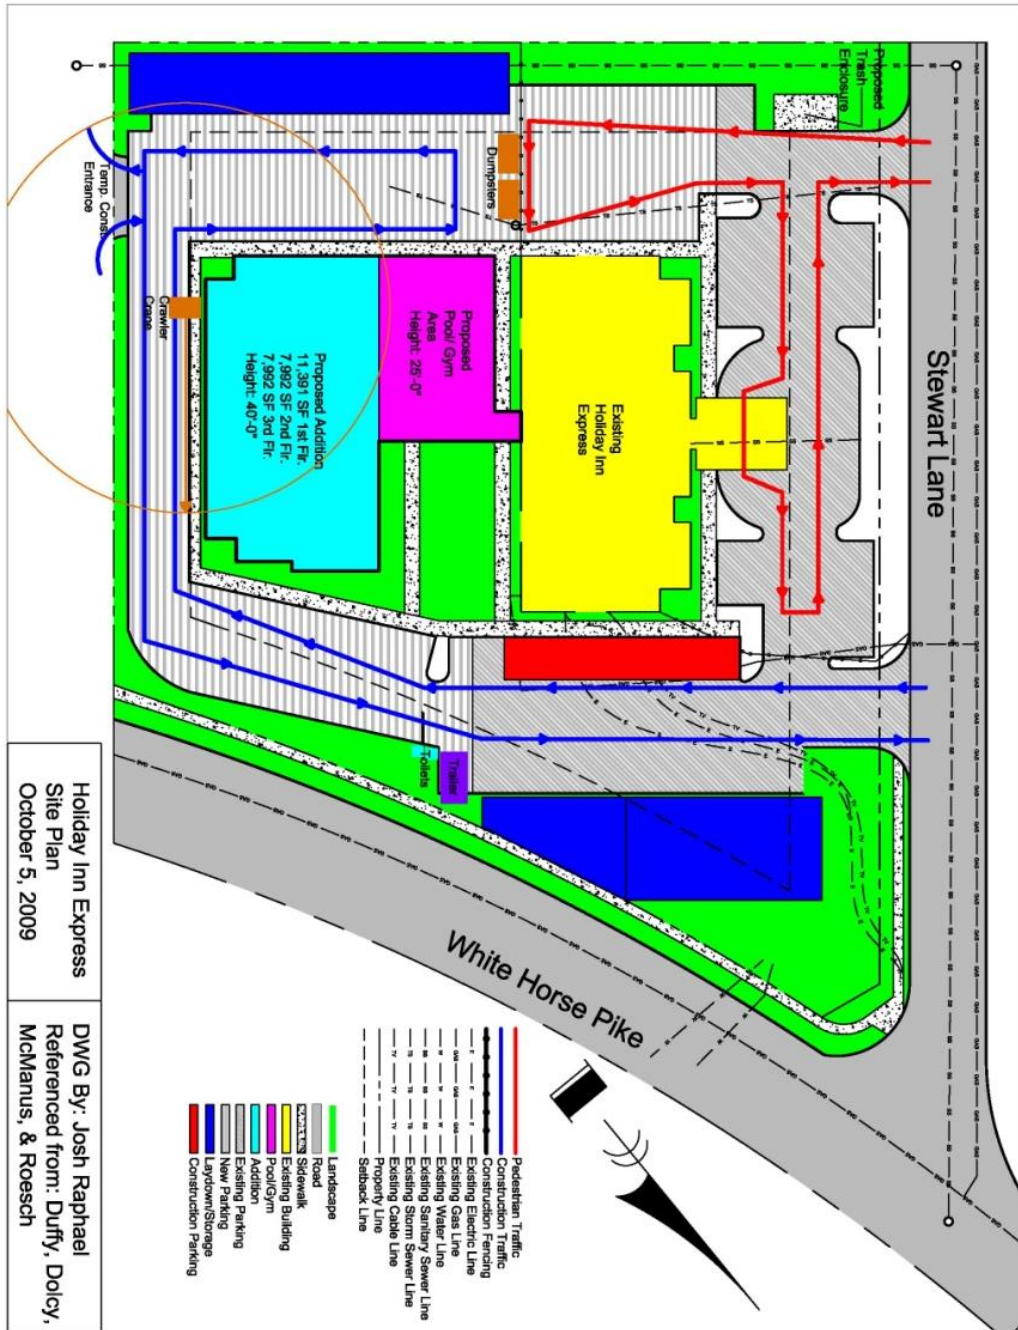 Stewart Lane
White Horse Pike
Proposed
Trash
Enclosure
Dumpsters
Temp. Const.
Entrance
Crawler
Crane
Existing
Holiday Inn
Express
Proposed
Pool/ Gym
Area
Height: 25'-0"
Proposed Addition
11,391 SF 1st Flr.
7,992 SF 2nd Flr.
7,992 SF 3rd Flr.
Height: 40'-0"
Trailer
Toilets
Pedestrian Traffic
Construction Traffic
Construction Fencing
Existing Electric Line
Existing Gas Line
Existing Water Line
Existing Sanitary Sewer Line
Existing Storm Sewer Line
Existing Cable Line
Property Line
Setback Line
Landscape
Road
Sidewalk
Existing Building
Pool/Gym
Addition
Existing Parking
New Parking
Laydown/Storage
Construction Parking
Holiday Inn Express
Site Plan
October 5, 2009
DWG By: Josh Raphael
Referenced from: Duffy, Dolcy,
McManus, & Roesch